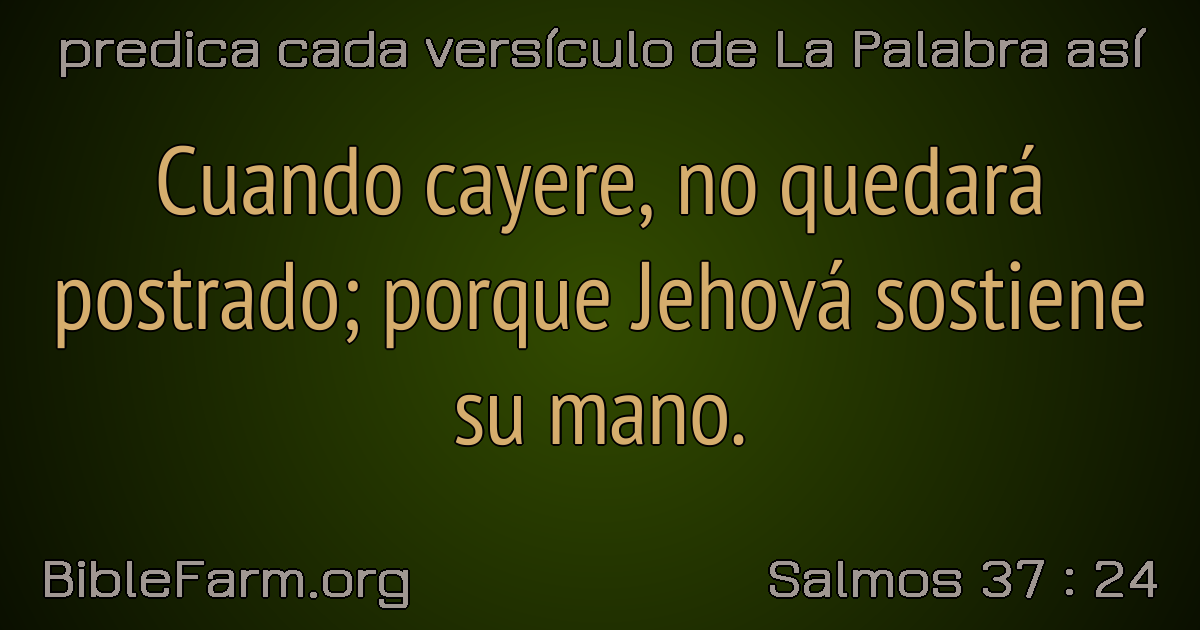 predica cada versículo de La Palabra así
Cuando cayere, no quedará
postrado; porque Jehová sostiene
su mano.
BibleFarm.org
Salmos 37 : 24